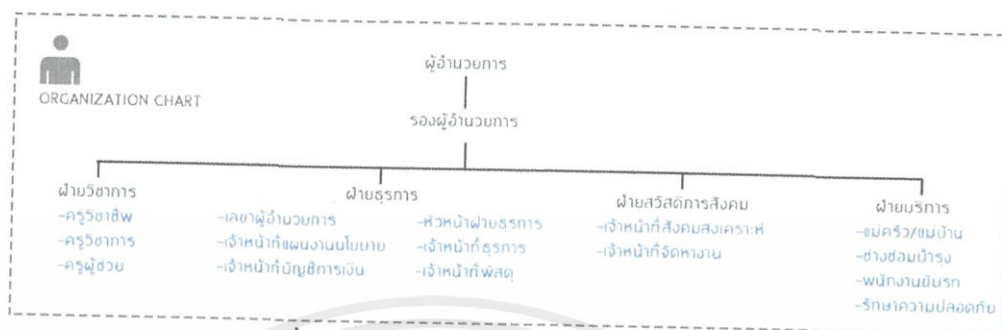 ORGANIZATION CHART
ผู้อำนวยการ
รองผู้อำนวยการ
ฝ่ายวิชาการ
-ครูวิชาชีพ
-ครูวิชาการ
-ครูผู้ช่วย
ฝ่ายธุรการ
-เลขาผู้อำนวยการ
-เจ้าหน้าที่แผนงานนโยบาย
-เจ้าหน้าที่บัญชีการเงิน
-หัวหน้าฝ่ายธุรการ
-เจ้าหน้าที่ธุรการ
-เจ้าหน้าที่พัสดุ
ฝ่ายสวัสดิการสังคม
-เจ้าหน้าที่สังคมสงเคราะห์
-เจ้าหน้าที่จัดหางาน
ฝ่ายบริการ
-แม่ครัว/แม่บ้าน
-ช่างซ่อมบำรุง
-พนักงานขับรถ
-รักษาความปลอดภัย